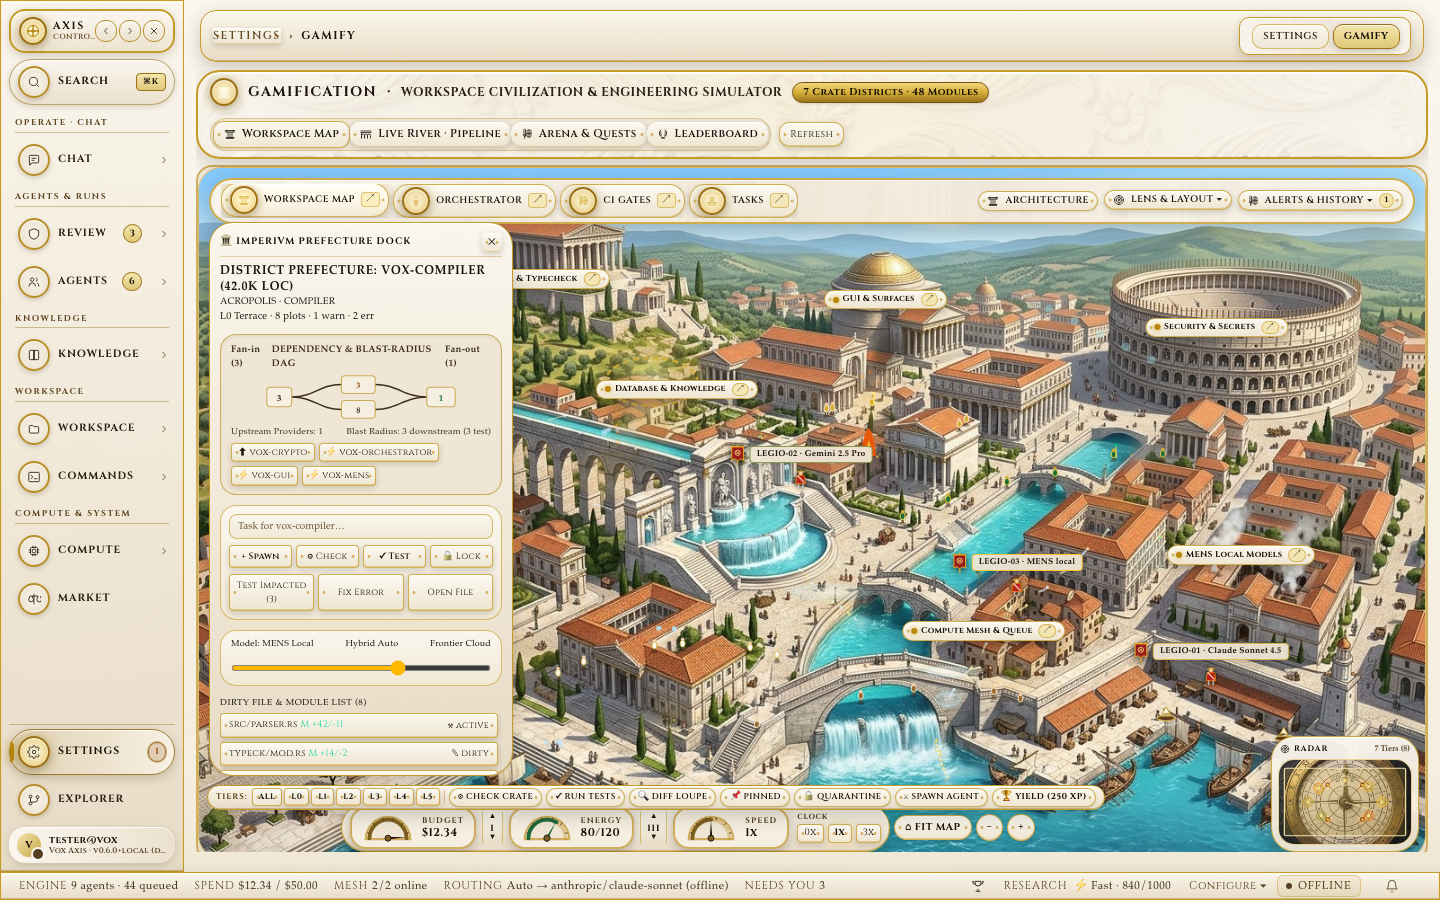 AXIS
CONTRO...
SEARCH
⌘K
OPERATE · CHAT
CHAT
AGENTS & RUNS
REVIEW 3
AGENTS 6
KNOWLEDGE
KNOWLEDGE
WORKSPACE
WORKSPACE
COMMANDS
COMPUTE & SYSTEM
COMPUTE
MARKET
SETTINGS 1
EXPLORER
V
TESTER@VOX
VOX AXIS · V0.6.0+LOCAL (D...
SETTINGS › GAMIFY
SETTINGS GAMIFY
GAMIFICATION · WORKSPACE CIVILIZATION & ENGINEERING SIMULATOR 7 CRATE DISTRICTS · 48 MODULES
WORKSPACE MAP LIVE RIVER · PIPELINE ARENA & QUESTS LEADERBOARD REFRESH
WORKSPACE MAP ORCHESTRATOR CI GATES TASKS ARCHITECTURE LENS & LAYOUT ALERTS & HISTORY 1
IMPERIVM PREFECTURE DOCK
DISTRICT PREFECTURE: VOX-COMPILER
(42.0K LOC)
ACROPOLIS · COMPILER
L0 Terrace · 8 plots · 1 warn · 2 err
Fan-in (3)
DEPENDENCY & BLAST-RADIUS DAG
Fan-out (1)
3 3 8 1
Upstream Providers: 1 Blast Radius: 3 downstream (3 test)
VOX-CRYPTO VOX-ORCHESTRATOR
VOX-GUI VOX-MENS
Task for vox-compiler...
+ SPAWN CHECK ✓ TEST LOCK
TEST IMPACTED (3) FIX ERROR OPEN FILE
Model: MENS Local Hybrid Auto Frontier Cloud
DIRTY FILE & MODULE LIST (8)
SRC/PARSER.RS M +42/-11 ACTIVE
TYPECK/MOD.RS M +14/-2 DIRTY
& TYPECHECK
GUI & SURFACES
SECURITY & SECRETS
DATABASE & KNOWLEDGE
LEGIO-02 · Gemini 2.5 Pro
LEGIO-03 · MENS local
MENS LOCAL MODELS
COMPUTE MESH & QUEUE
LEGIO-01 · Claude Sonnet 4.5
RADAR 7 Tiers (8)
TIERS: ALL L0 L1 L2 L3 L4 L5 CHECK CRATE ✓ RUN TESTS DIFF LOUPE PINNED QUARANTINE SPAWN AGENT YIELD (250 XP)
BUDGET
$12.34
I
ENERGY
80/120
III
SPEED
1X
CLOCK
0X 1X 3X
FIT MAP − +
ENGINE 9 agents · 44 queued SPEND $12.34 / $50.00 MESH 2/2 online ROUTING Auto → anthropic/claude-sonnet (offline) NEEDS YOU 3 RESEARCH ⚡ Fast · 840/1000 CONFIGURE OFFLINE